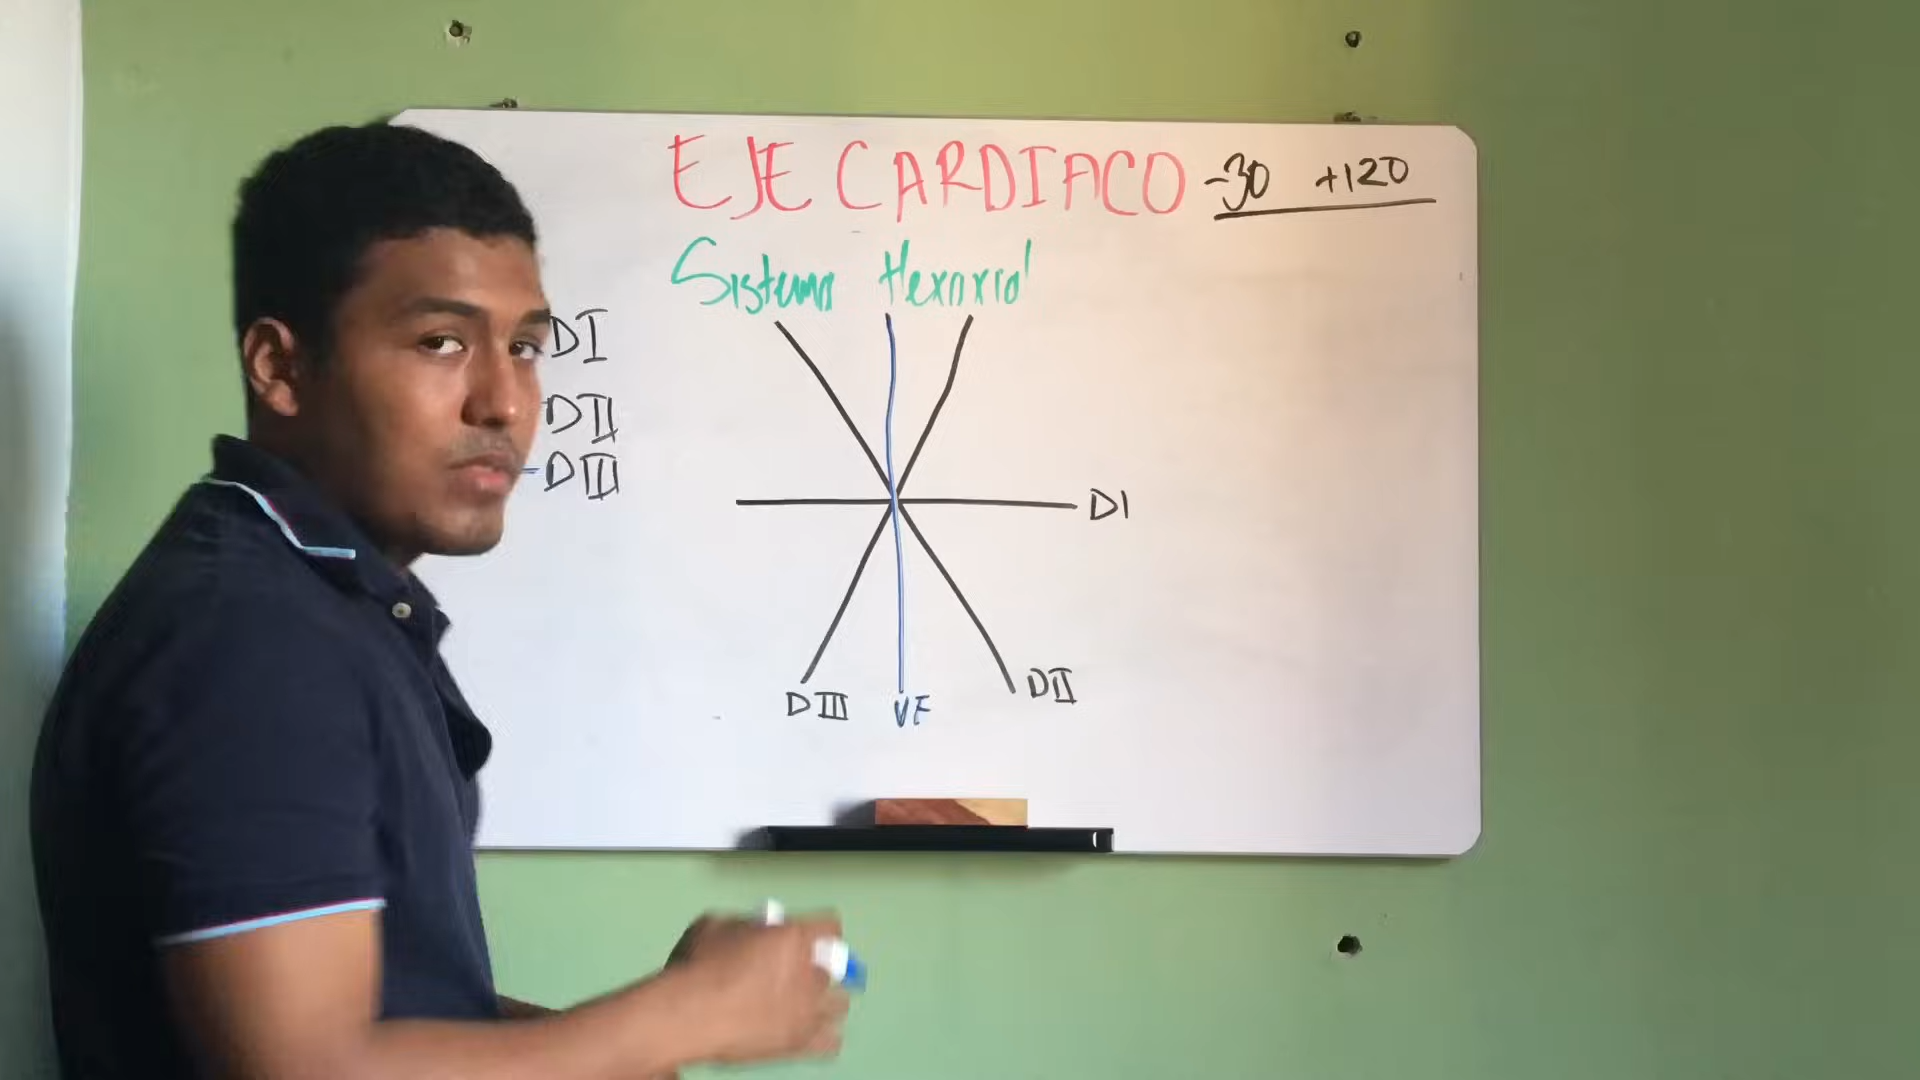 EJE CARDIACO -30 +120
Sistema Hexaxial
DI
DII
DIII
DI
DII
DIII
VF